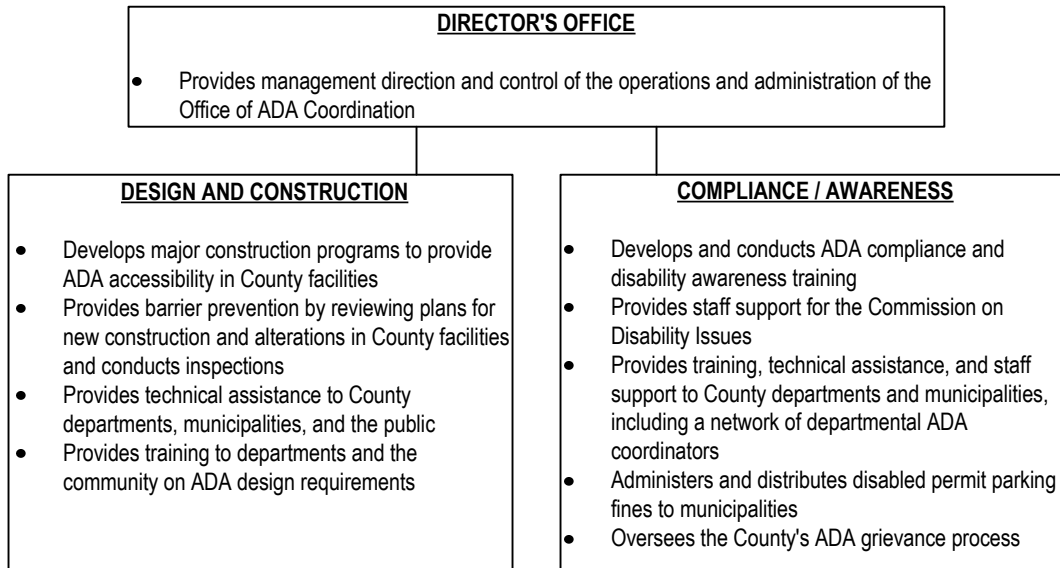 DIRECTOR'S OFFICE
● Provides management direction and control of the operations and administration of the
Office of ADA Coordination
DESIGN AND CONSTRUCTION
● Develops major construction programs to provide
ADA accessibility in County facilities
● Provides barrier prevention by reviewing plans for
new construction and alterations in County facilities
and conducts inspections
● Provides technical assistance to County
departments, municipalities, and the public
● Provides training to departments and the
community on ADA design requirements
COMPLIANCE / AWARENESS
● Develops and conducts ADA compliance and
disability awareness training
● Provides staff support for the Commission on
Disability Issues
● Provides training, technical assistance, and staff
support to County departments and municipalities,
including a network of departmental ADA
coordinators
● Administers and distributes disabled permit parking
fines to municipalities
● Oversees the County's ADA grievance process